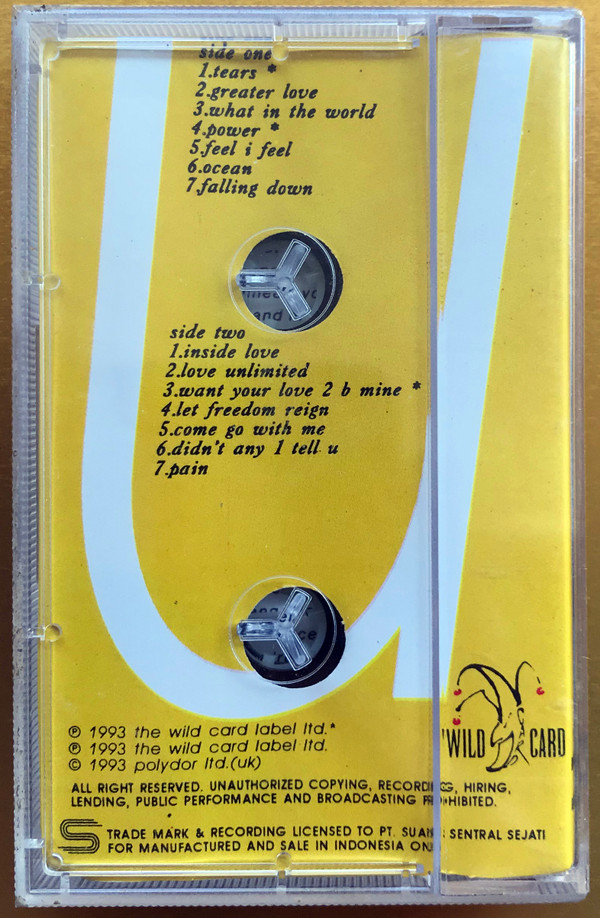 side one
1.tears *
2.greater love
3.what in the world
4.power *
5.feel i feel
6.ocean
7.falling down
side two
1.inside love
2.love unlimited
3.want your love 2 b mine *
4.let freedom reign
5.come go with me
6.didn't any 1 tell u
7.pain
℗ 1993 the wild card label ltd.*
℗ 1993 the wild card label ltd.
© 1993 polydor ltd.(uk)
WILD CARD
ALL RIGHT RESERVED. UNAUTHORIZED COPYING, RECORDING, HIRING,
LENDING, PUBLIC PERFORMANCE AND BROADCASTING PROHIBITED.
TRADE MARK & RECORDING LICENSED TO PT. SUARA SENTRAL SEJATI
FOR MANUFACTURED AND SALE IN INDONESIA